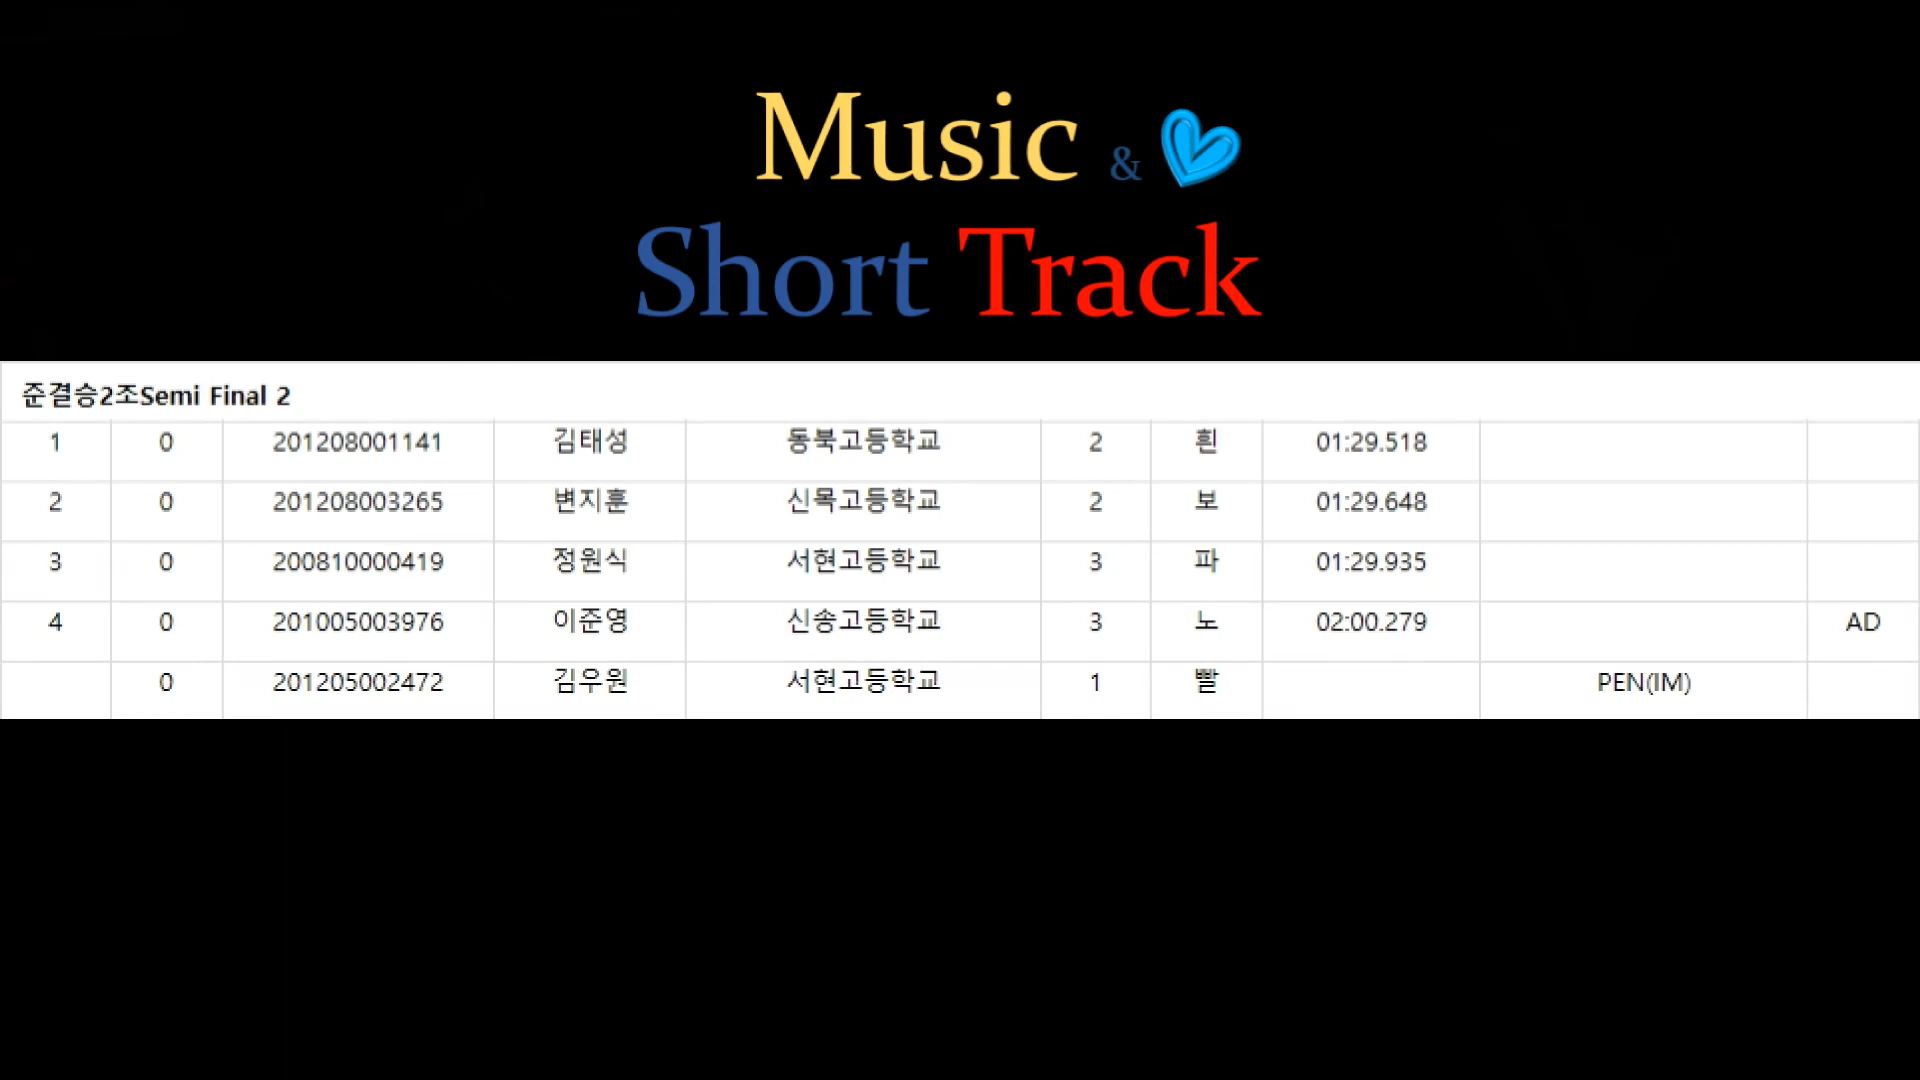 Music &
Short Track
준결승2조Semi Final 2
1 0 201208001141 김태성 동북고등학교 2 흰 01:29.518
2 0 201208003265 변지훈 신목고등학교 2 보 01:29.648
3 0 200810000419 정원식 서현고등학교 3 파 01:29.935
4 0 201005003976 이준영 신송고등학교 3 노 02:00.279 AD
0 201205002472 김우원 서현고등학교 1 빨 PEN(IM)